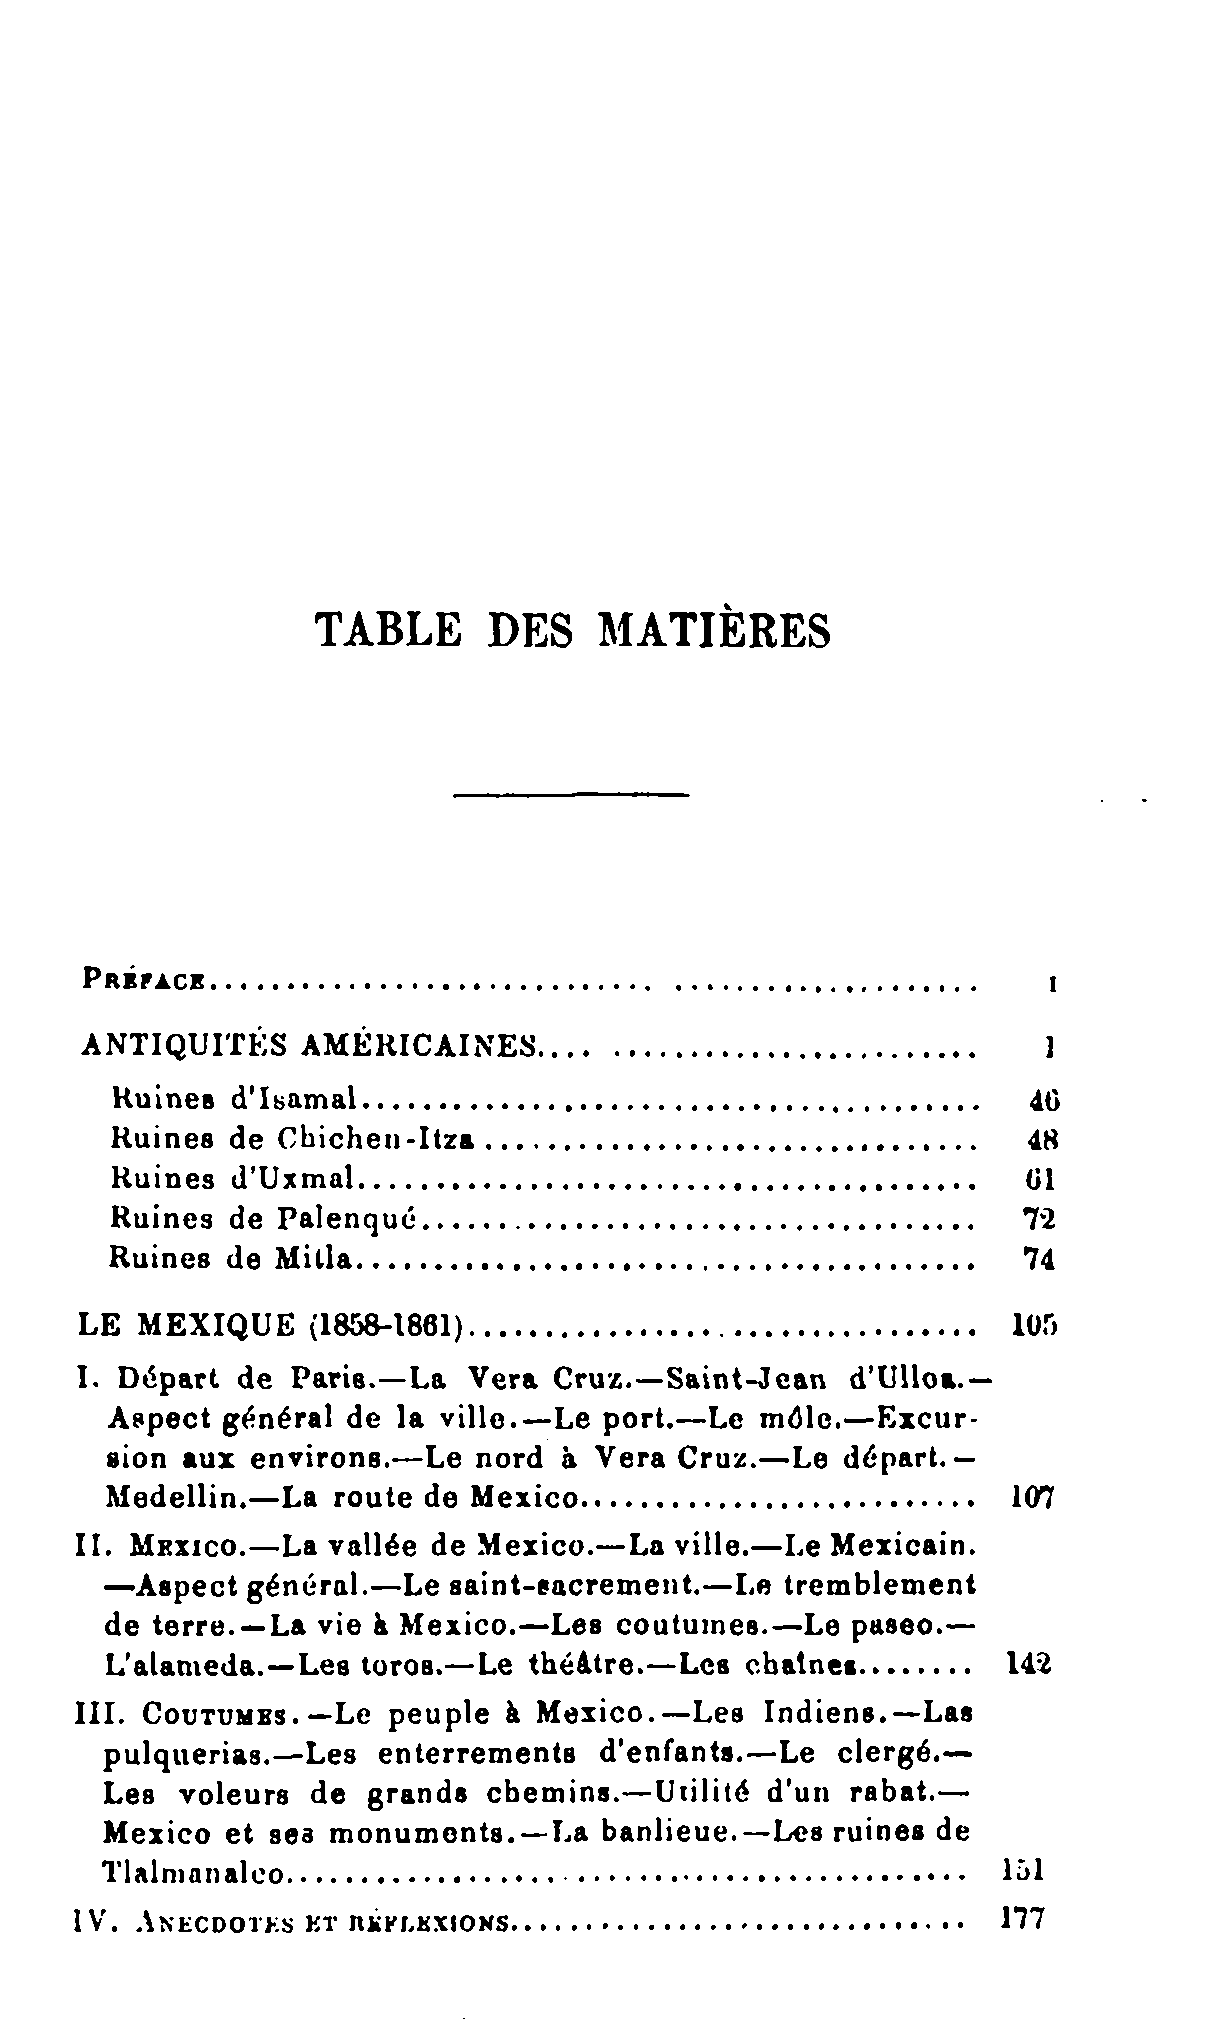 TABLE DES MATIÈRES
PRÉFACE................................................ I
ANTIQUITÉS AMÉRICAINES............................ 1
Ruines d'Isamal........................................ 46
Ruines de Chichen-Itza................................ 48
Ruines d'Uxmal........................................ 61
Ruines de Palenqué.................................... 72
Ruines de Mitla........................................ 74
LE MEXIQUE (1858-1861)................................. 105
I. Départ de Paris.—La Vera Cruz.—Saint-Jean d'Ulloa.—
Aspect général de la ville.—Le port.—Le môle.—Excur-
sion aux environs.—Le nord à Vera Cruz.—Le départ.—
Medellin.—La route de Mexico.......................... 107
II. MEXICO.—La vallée de Mexico.—La ville.—Le Mexicain.
—Aspect général.—Le saint-sacrement.—Le tremblement
de terre.—La vie à Mexico.—Les coutumes.—Le paseo.—
L'alameda.—Les toros.—Le théâtre.—Les chaînes........ 142
III. COUTUMES.—Le peuple à Mexico.—Les Indiens.—Las
pulquerias.—Les enterrements d'enfants.—Le clergé.—
Les voleurs de grands chemins.—Utilité d'un rabat.—
Mexico et ses monuments.—La banlieue.—Les ruines de
Tlalmanalco............................................ 151
IV. ANECDOTES ET RÉFLEXIONS.............................. 177